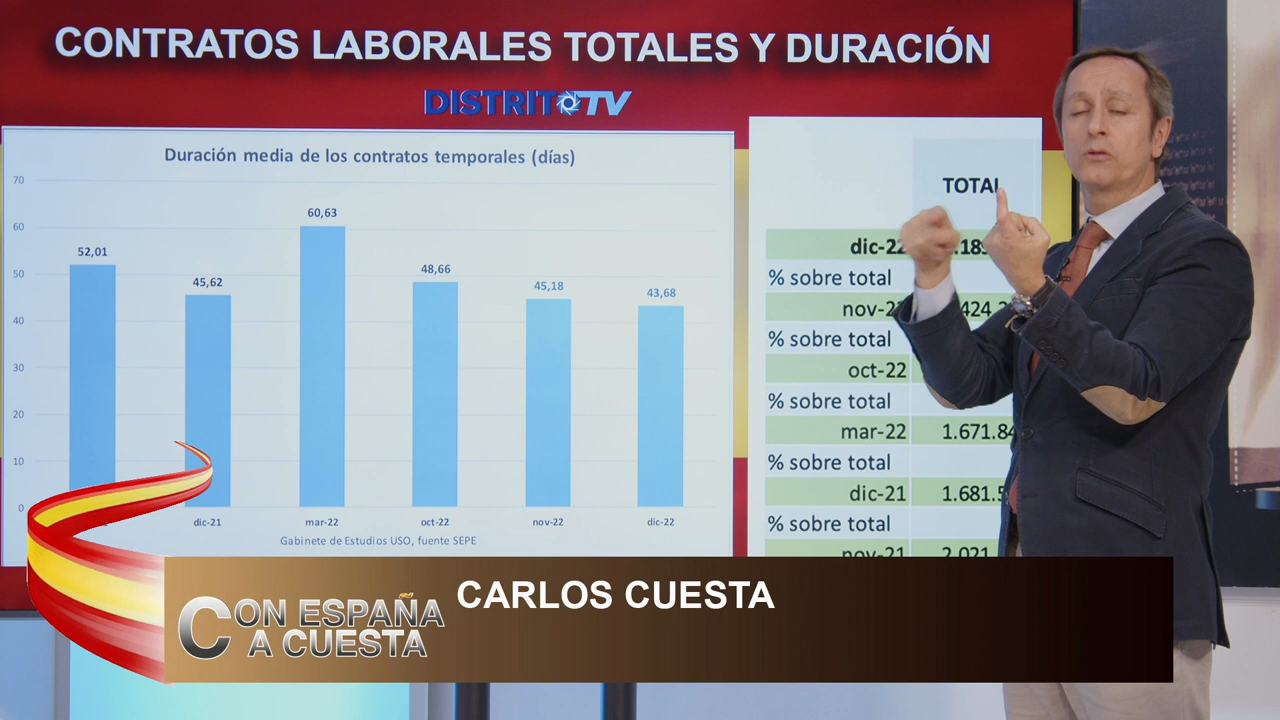 CONTRATOS LABORALES TOTALES Y DURACIÓN
DISTRITOTV
Duración media de los contratos temporales (días)
70
60
50
40
30
20
10
0
52,01
45,62
60,63
48,66
45,18
43,68
dic-21
mar-22
oct-22
nov-22
dic-22
Gabinete de Estudios USO, fuente SEPE
TOTAL
dic-22
% sobre total
% sobre total
oct-22
% sobre total
mar-22 1.671.84
% sobre total
dic-21 1.681.5
% sobre total
nov-21 2.021
CON ESPAÑA
A CUESTA
CARLOS CUESTA